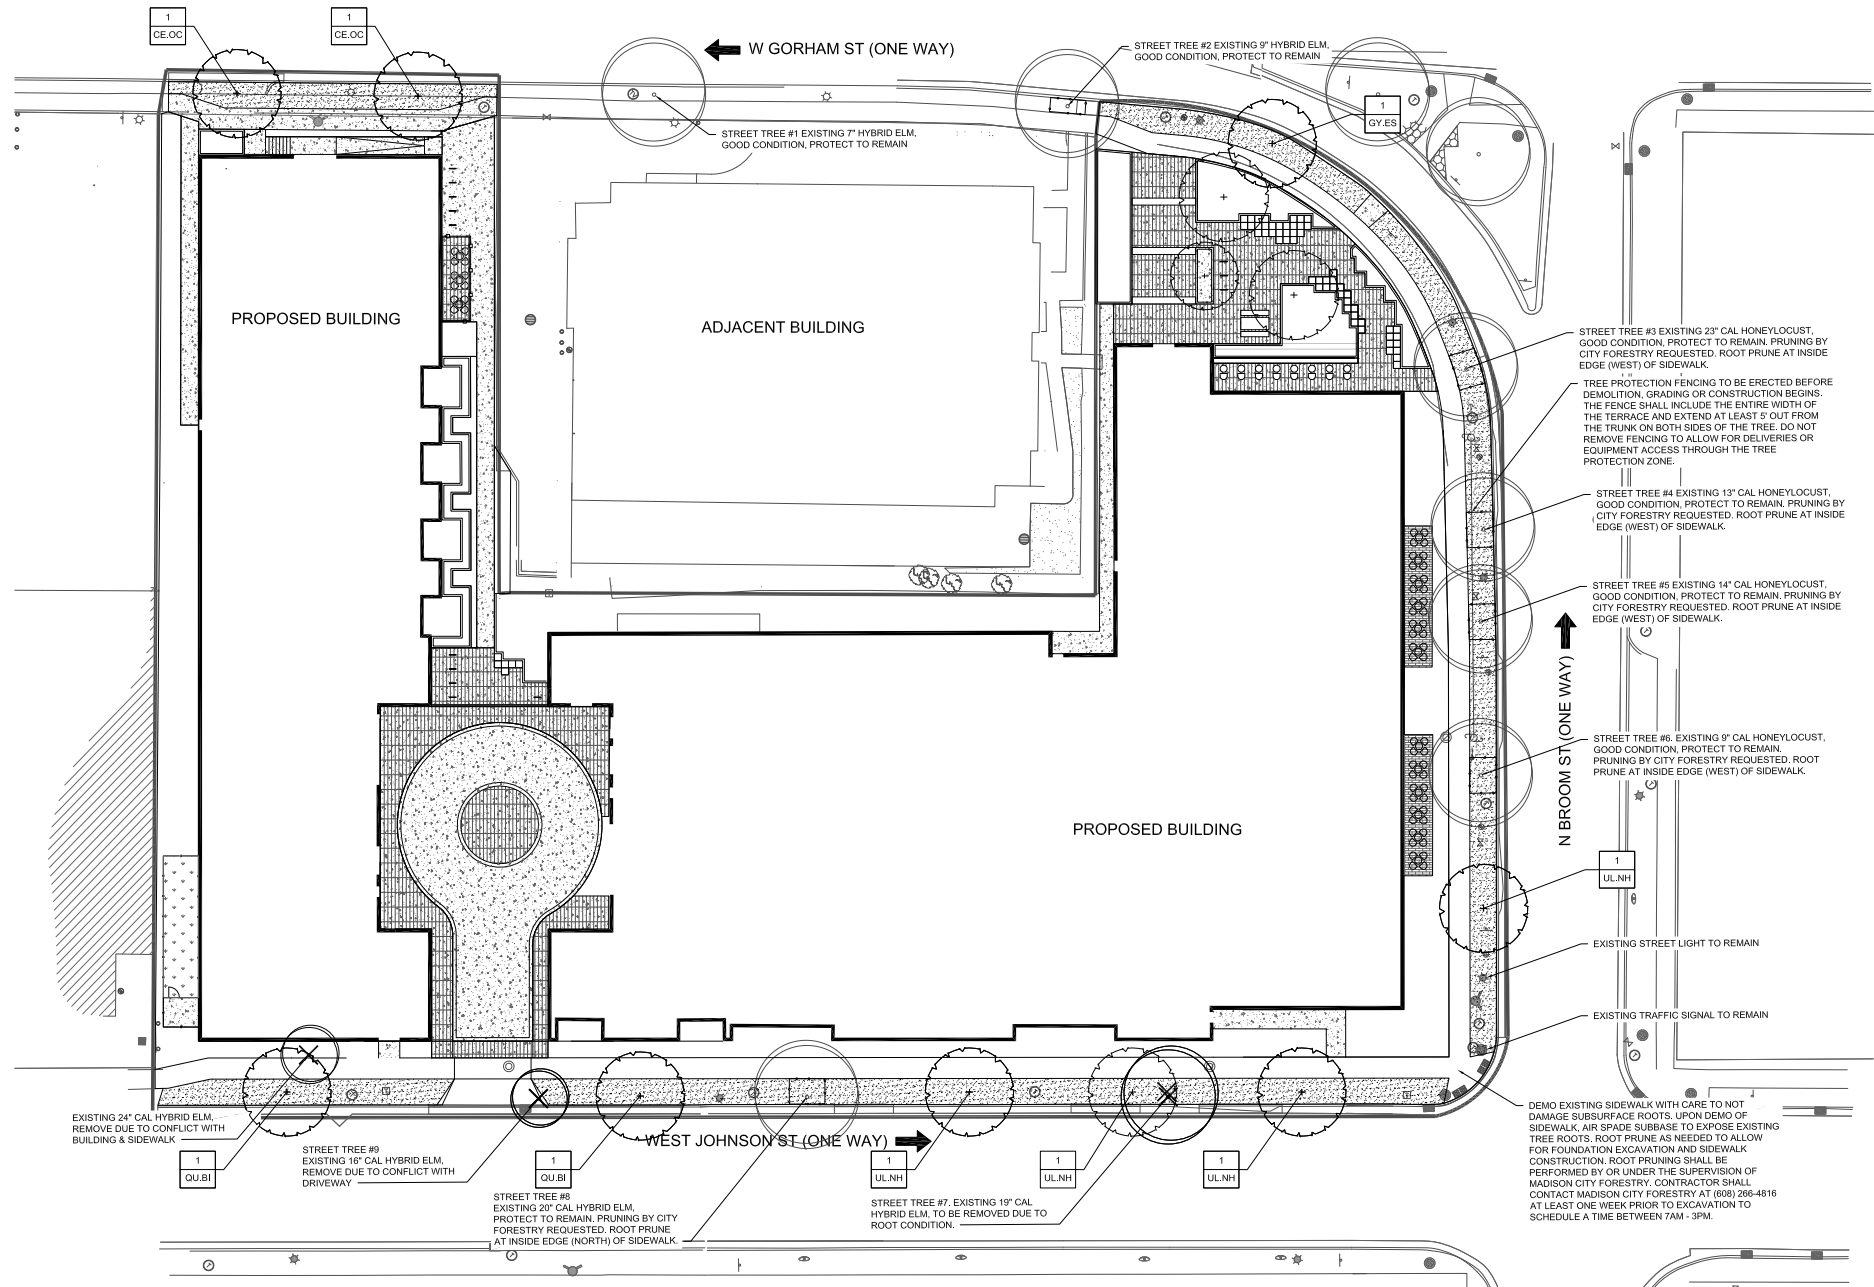 1
CE.OC
1
CE.OC
W GORHAM ST (ONE WAY)
STREET TREE #2 EXISTING 9" HYBRID ELM,
GOOD CONDITION, PROTECT TO REMAIN
1
GY.ES
STREET TREE #1 EXISTING 7" HYBRID ELM,
GOOD CONDITION, PROTECT TO REMAIN
PROPOSED BUILDING
ADJACENT BUILDING
STREET TREE #3 EXISTING 23" CAL HONEYLOCUST,
GOOD CONDITION, PROTECT TO REMAIN. PRUNING BY
CITY FORESTRY REQUESTED. ROOT PRUNE AT INSIDE
EDGE (WEST) OF SIDEWALK.
TREE PROTECTION FENCING TO BE ERECTED BEFORE
DEMOLITION, GRADING OR CONSTRUCTION BEGINS.
THE FENCE SHALL INCLUDE THE ENTIRE WIDTH OF
THE TERRACE AND EXTEND AT LEAST 5' OUT FROM
THE TRUNK ON BOTH SIDES OF THE TREE. DO NOT
REMOVE FENCING TO ALLOW FOR DELIVERIES OR
EQUIPMENT ACCESS THROUGH THE TREE
PROTECTION ZONE.
STREET TREE #4 EXISTING 13" CAL HONEYLOCUST,
GOOD CONDITION, PROTECT TO REMAIN. PRUNING BY
CITY FORESTRY REQUESTED. ROOT PRUNE AT INSIDE
EDGE (WEST) OF SIDEWALK.
STREET TREE #5 EXISTING 14" CAL HONEYLOCUST,
GOOD CONDITION, PROTECT TO REMAIN. PRUNING BY
CITY FORESTRY REQUESTED. ROOT PRUNE AT INSIDE
EDGE (WEST) OF SIDEWALK.
N BROOM ST (ONE WAY)
STREET TREE #6. EXISTING 9" CAL HONEYLOCUST,
GOOD CONDITION, PROTECT TO REMAIN.
PRUNING BY CITY FORESTRY REQUESTED. ROOT
PRUNE AT INSIDE EDGE (WEST) OF SIDEWALK.
PROPOSED BUILDING
1
UL.NH
EXISTING STREET LIGHT TO REMAIN
EXISTING TRAFFIC SIGNAL TO REMAIN
DEMO EXISTING SIDEWALK WITH CARE TO NOT
DAMAGE SUBSURFACE ROOTS. UPON DEMO OF
SIDEWALK, AIR SPADE SUBBASE TO EXPOSE EXISTING
TREE ROOTS. ROOT PRUNE AS NEEDED TO ALLOW
FOR FOUNDATION EXCAVATION AND SIDEWALK
CONSTRUCTION. ROOT PRUNING SHALL BE
PERFORMED BY OR UNDER THE SUPERVISION OF
MADISON CITY FORESTRY. CONTRACTOR SHALL
CONTACT MADISON CITY FORESTRY AT (608) 266-4816
AT LEAST ONE WEEK PRIOR TO EXCAVATION TO
SCHEDULE A TIME BETWEEN 7AM - 3PM.
EXISTING 24" CAL HYBRID ELM,
REMOVE DUE TO CONFLICT WITH
BUILDING & SIDEWALK
WEST JOHNSON ST (ONE WAY)
1
QU.BI
STREET TREE #9
EXISTING 16" CAL HYBRID ELM,
REMOVE DUE TO CONFLICT WITH
DRIVEWAY
1
QU.BI
1
UL.NH
1
UL.NH
1
UL.NH
STREET TREE #8
EXISTING 20" CAL HYBRID ELM,
PROTECT TO REMAIN. PRUNING BY CITY
FORESTRY REQUESTED. ROOT PRUNE
AT INSIDE EDGE (NORTH) OF SIDEWALK.
STREET TREE #7. EXISTING 19" CAL
HYBRID ELM, TO BE REMOVED DUE TO
ROOT CONDITION.